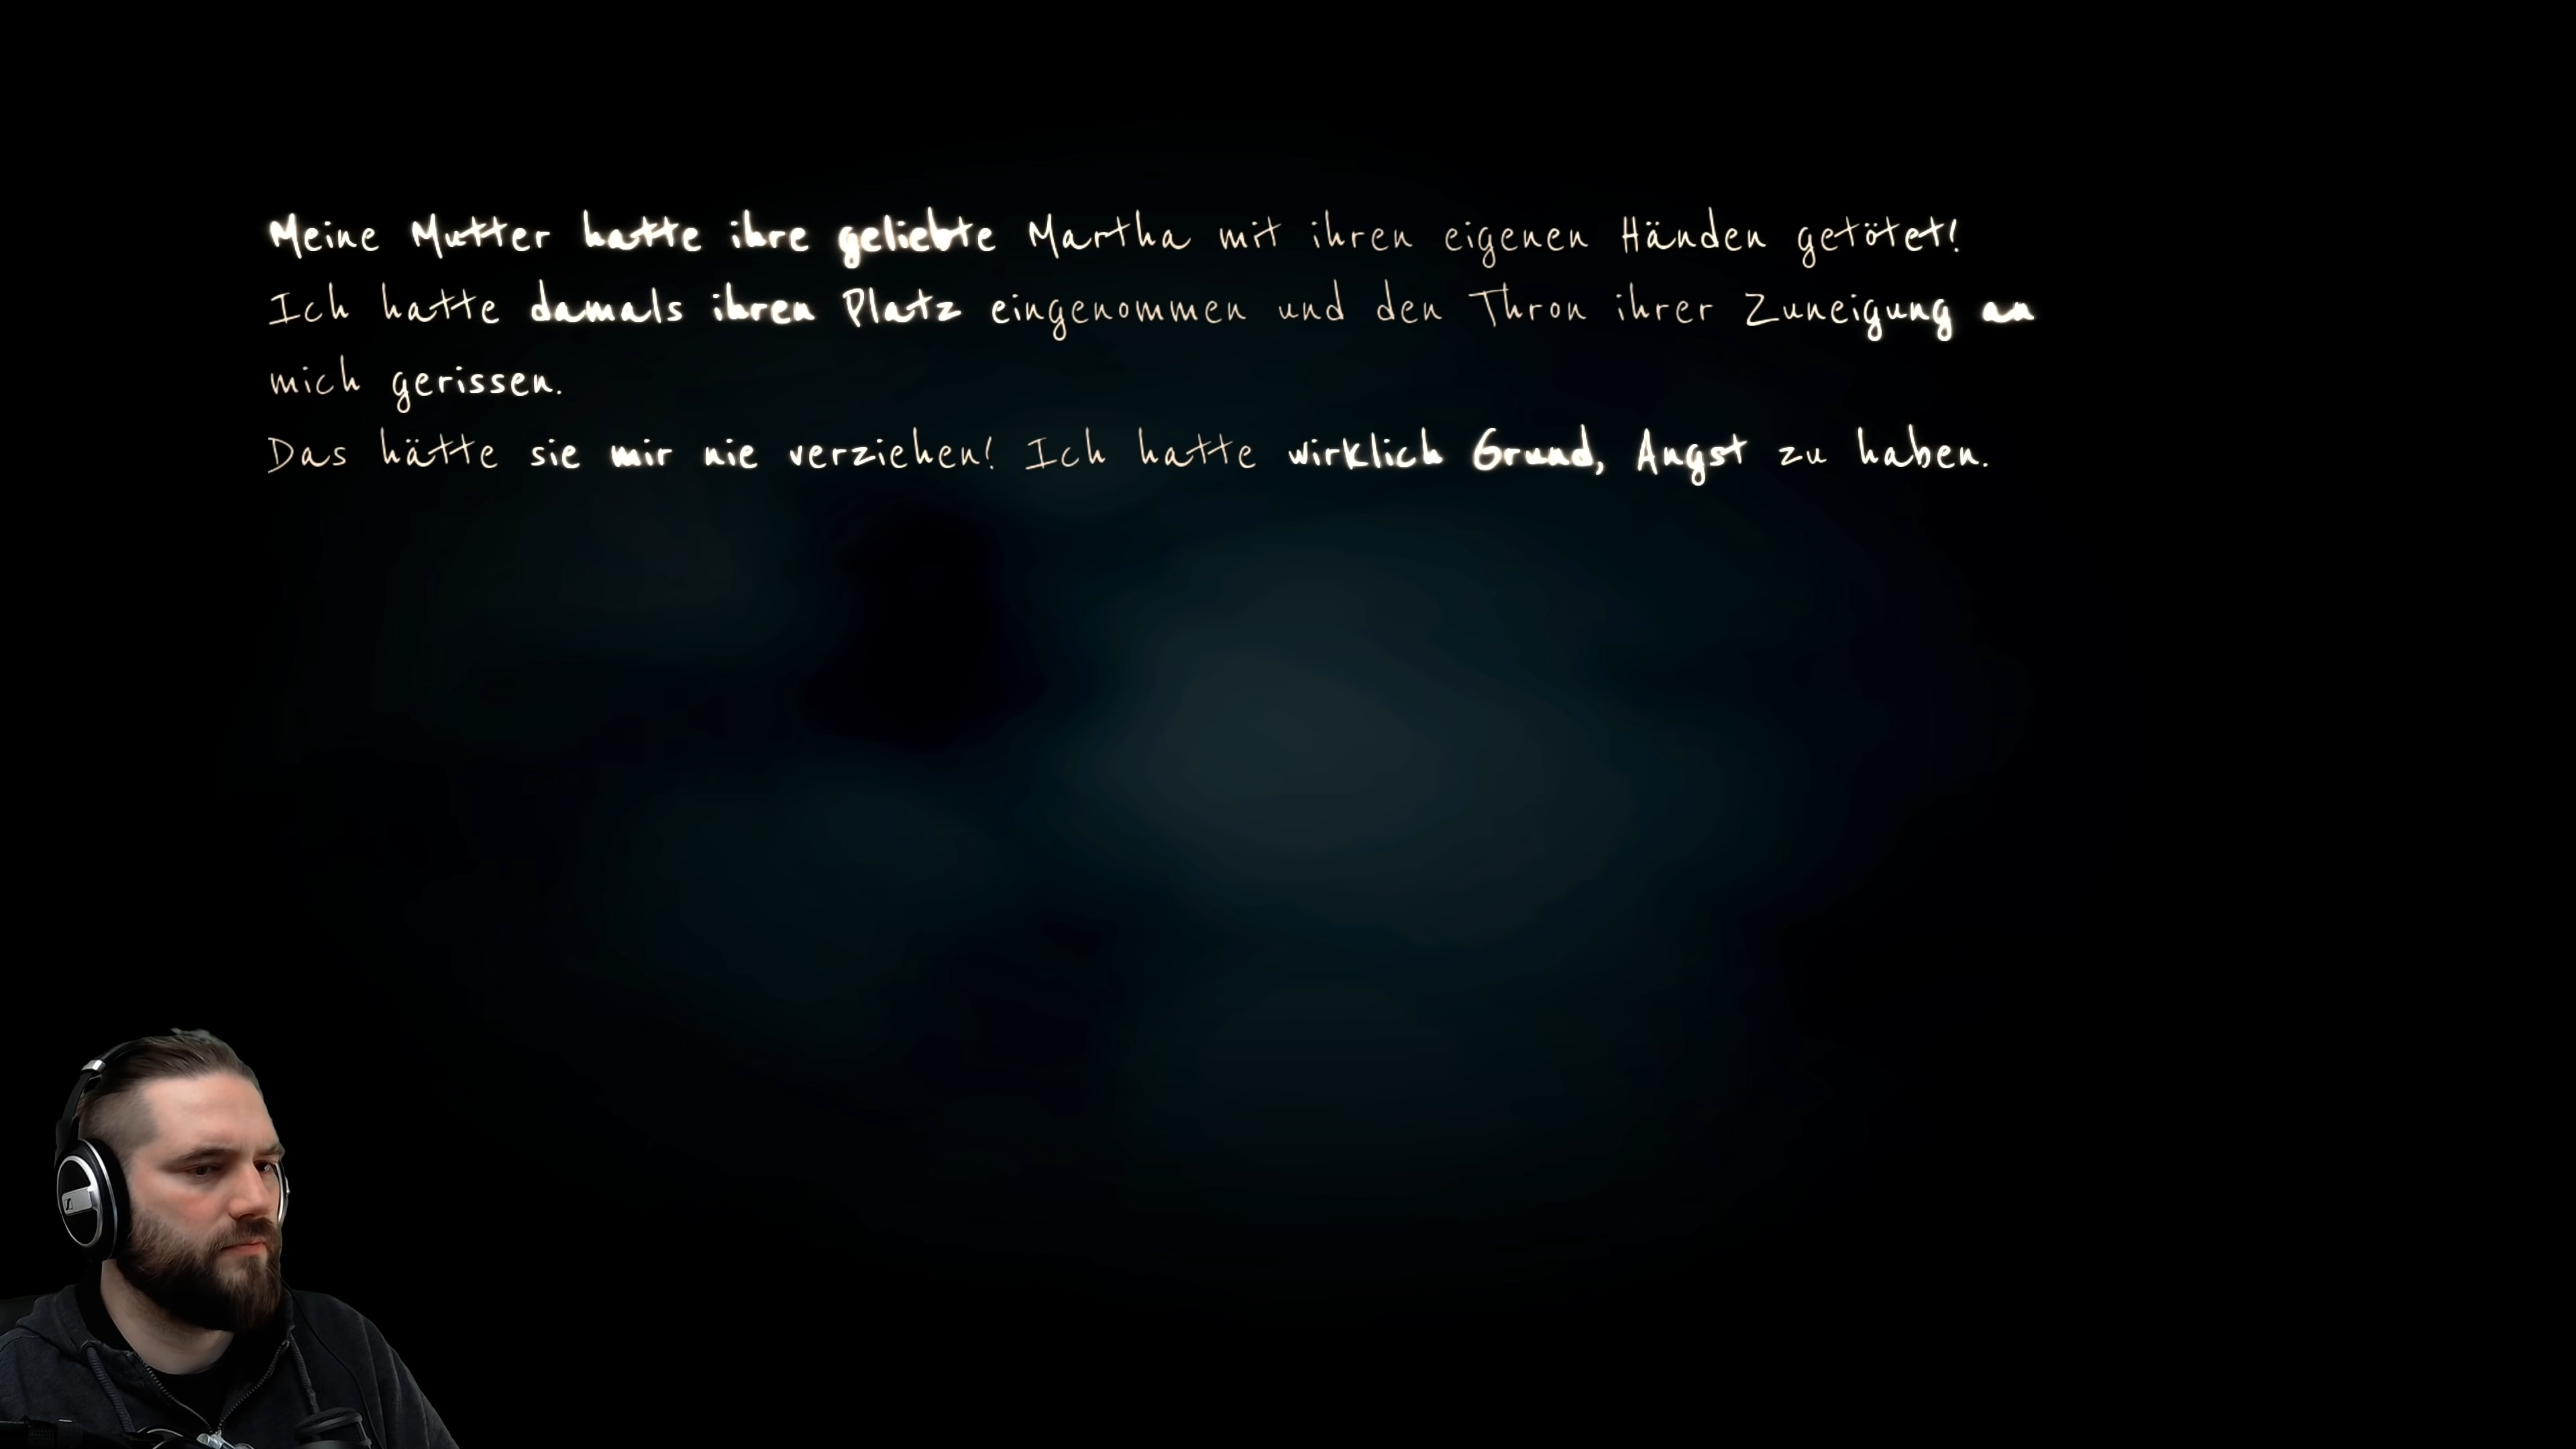 Meine Mutter hatte ihre geliebte Martha mit ihren eigenen Händen getötet!
Ich hatte damals ihren Platz eingenommen und den Thron ihrer Zuneigung an
mich gerissen.
Das hätte sie mir nie verziehen! Ich hatte wirklich Grund, Angst zu haben.